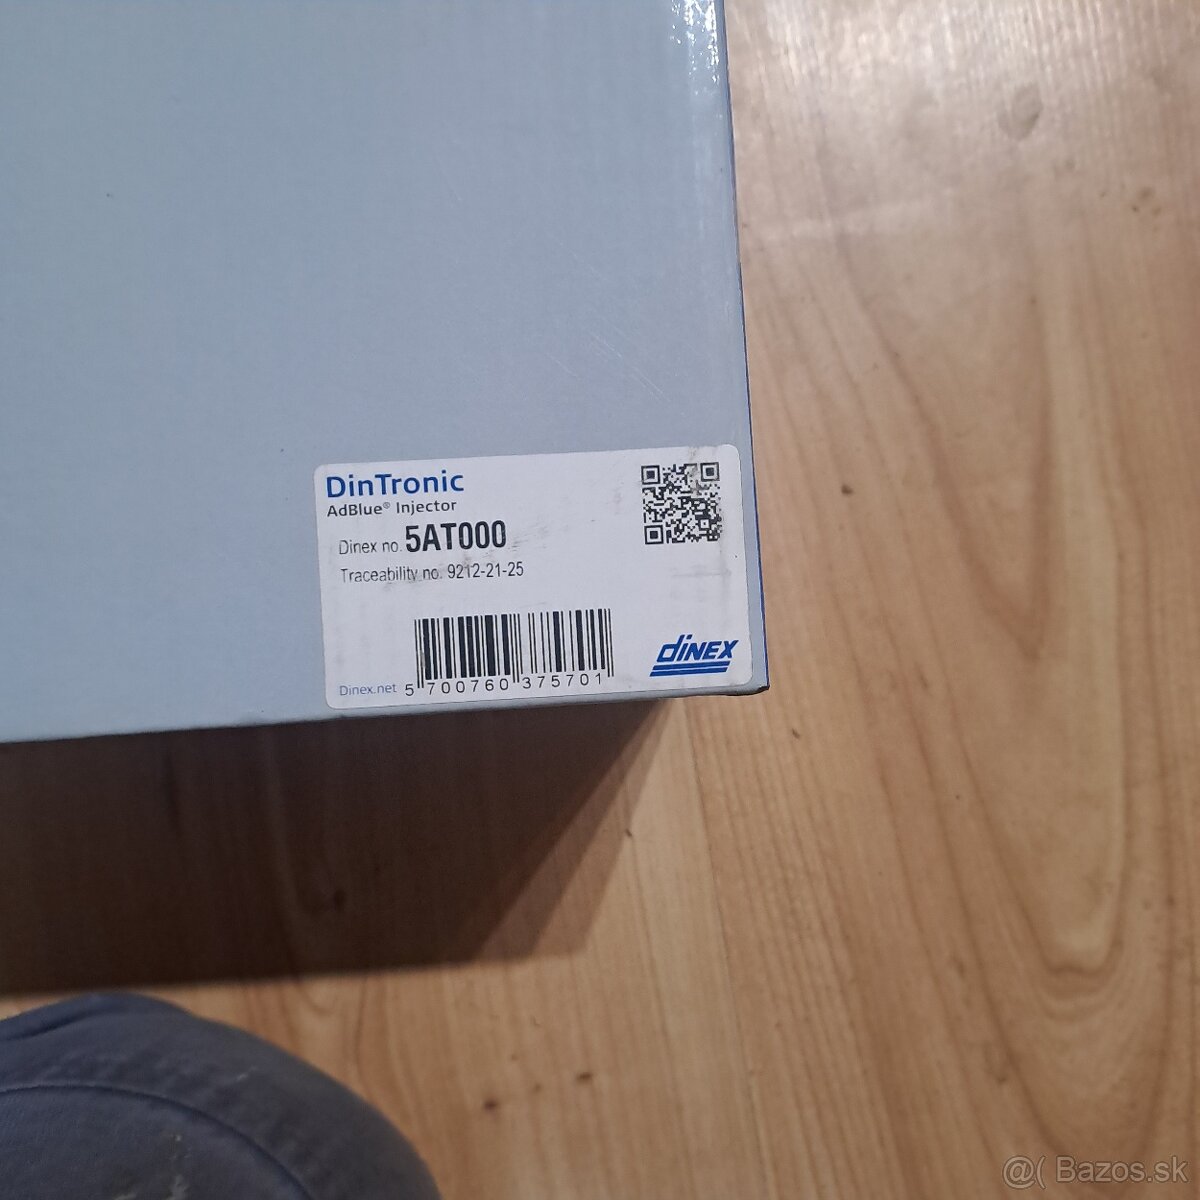 DinTronic
AdBlue® Injector
Dinex no. 5AT000
Traceability no. 9212-21-25
Dinex.net
5 700760 375701
dinex
@( Bazos.sk